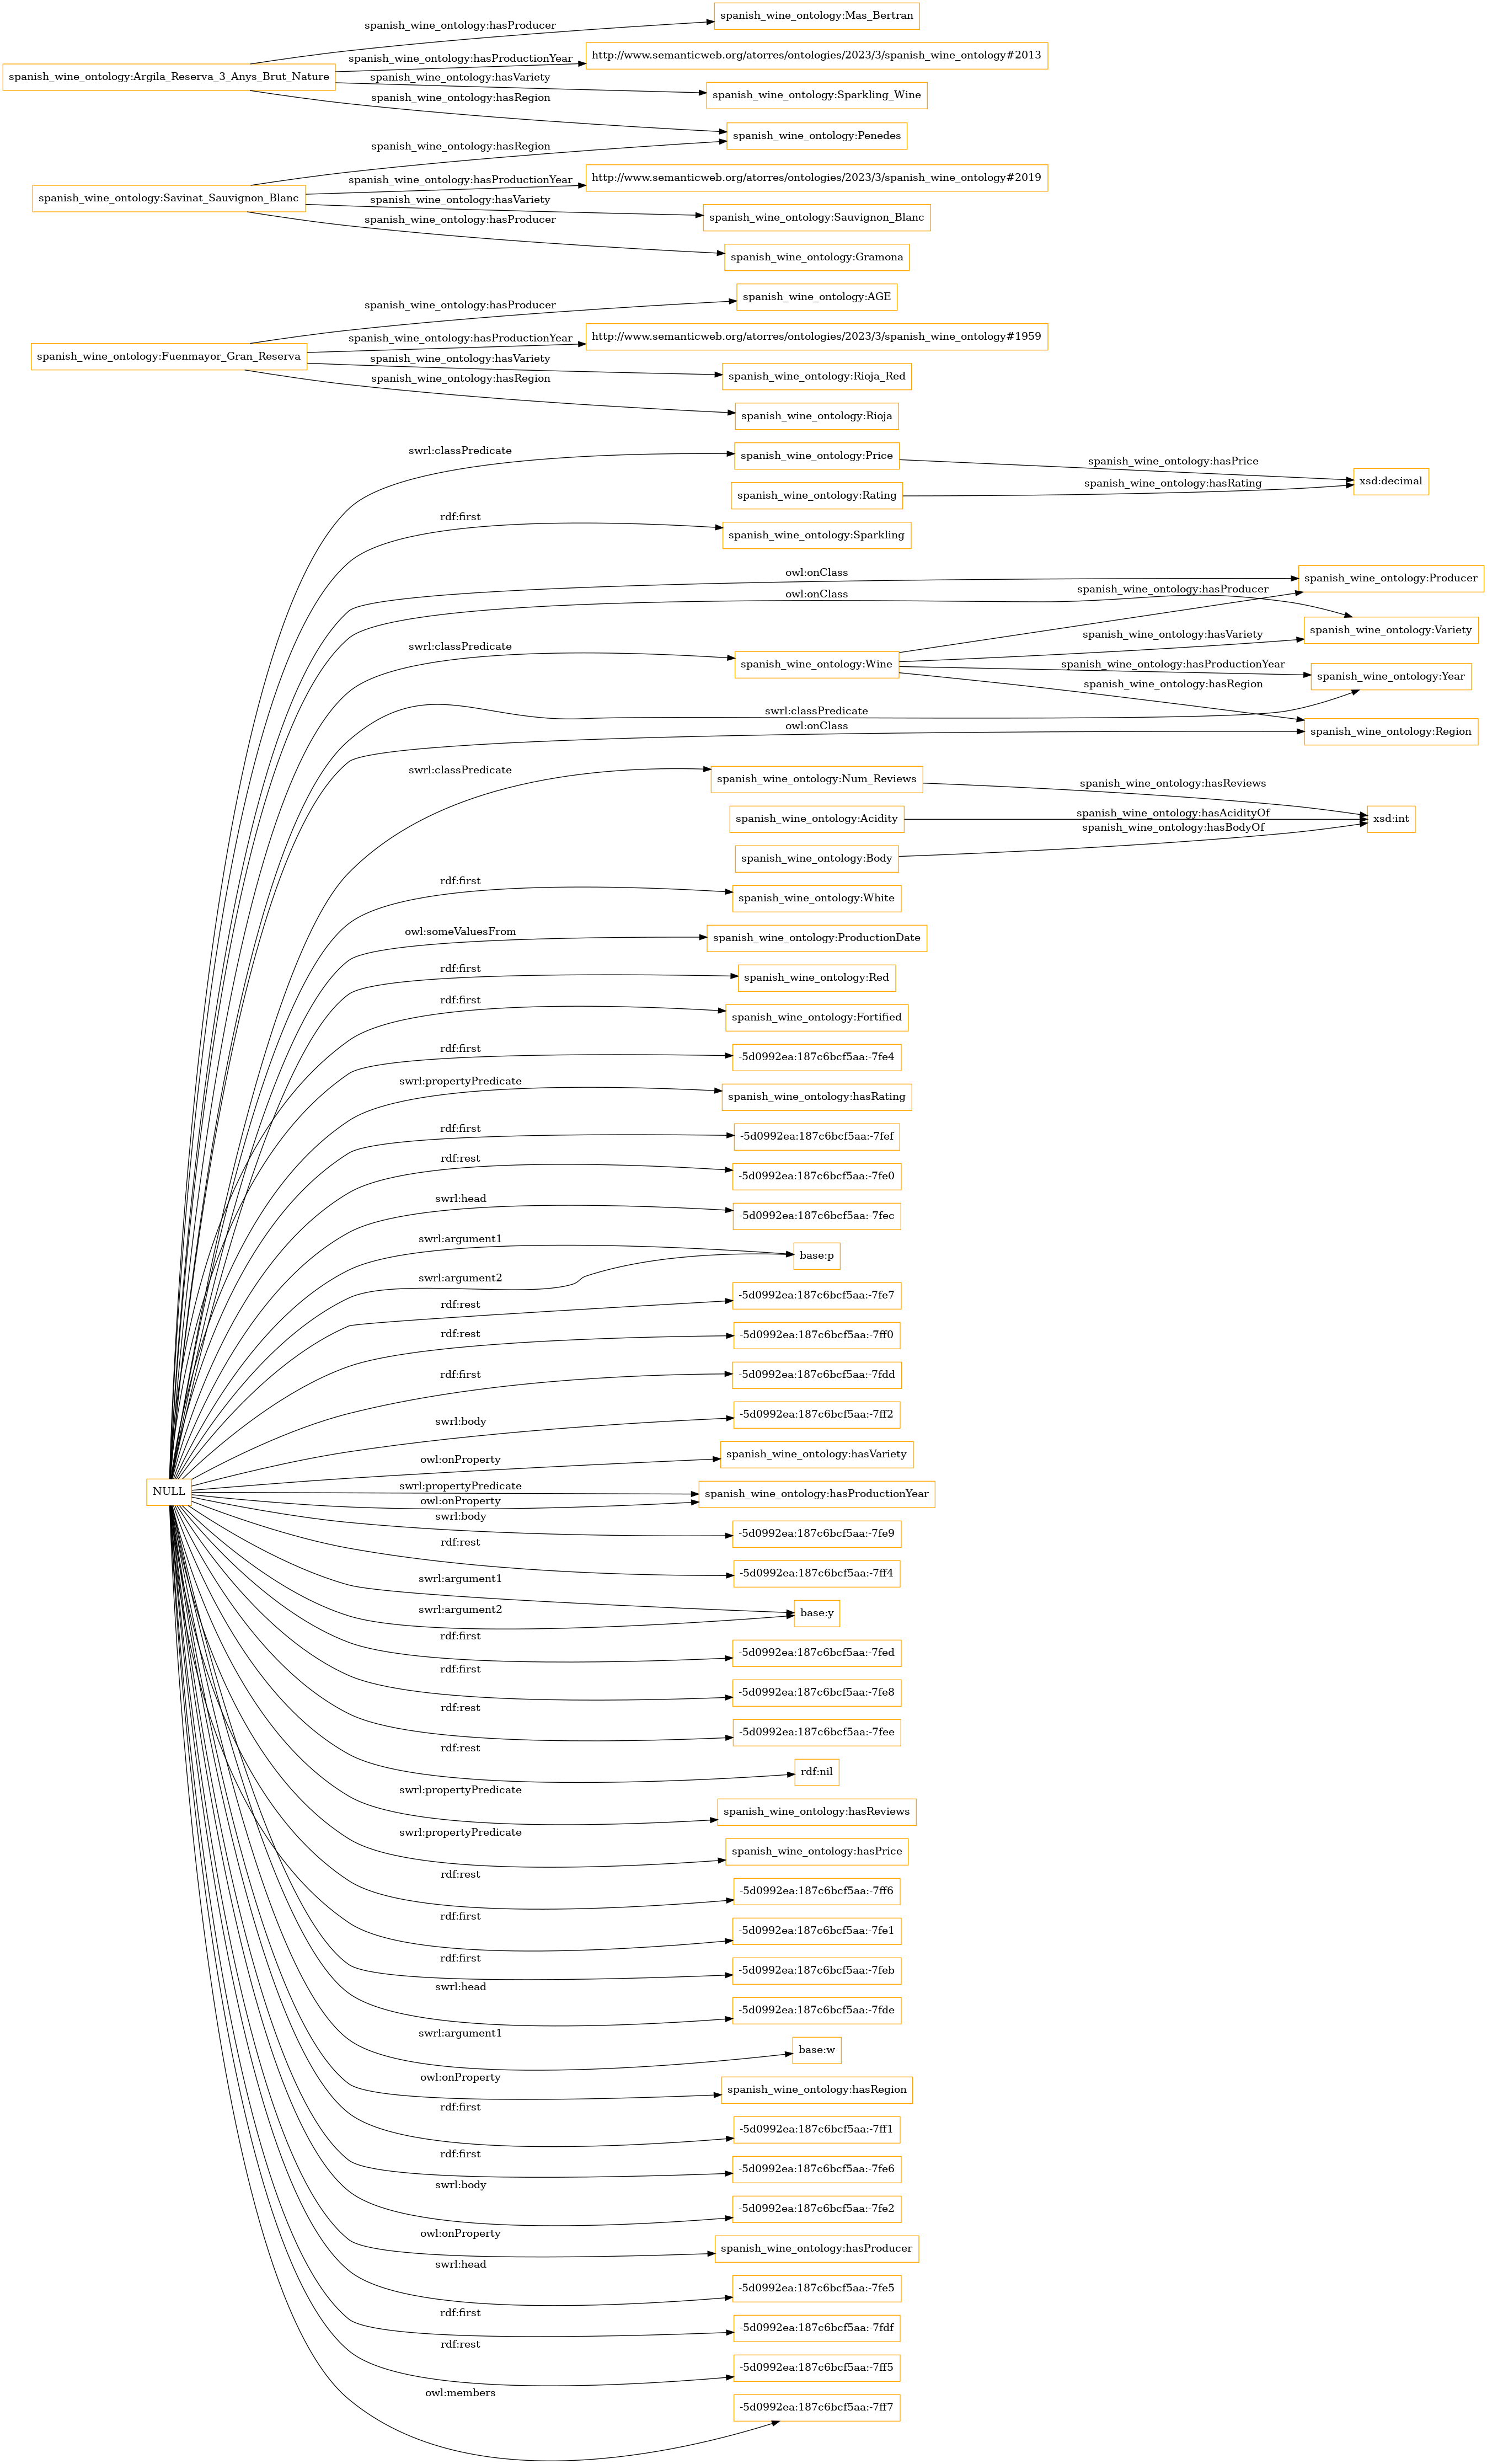 spanish_wine_ontology:Mas_Bertran
spanish_wine_ontology:hasProducer
http://www.semanticweb.org/atorres/ontologies/2023/3/spanish_wine_ontology#2013
spanish_wine_ontology:hasProductionYear
spanish_wine_ontology:Argila_Reserva_3_Anys_Brut_Nature
spanish_wine_ontology:hasVariety
spanish_wine_ontology:Sparkling_Wine
spanish_wine_ontology:hasRegion
spanish_wine_ontology:Penedes
spanish_wine_ontology:hasRegion
http://www.semanticweb.org/atorres/ontologies/2023/3/spanish_wine_ontology#2019
spanish_wine_ontology:hasProductionYear
spanish_wine_ontology:Savinat_Sauvignon_Blanc
spanish_wine_ontology:hasVariety
spanish_wine_ontology:Sauvignon_Blanc
spanish_wine_ontology:hasProducer
spanish_wine_ontology:Gramona
spanish_wine_ontology:AGE
spanish_wine_ontology:hasProducer
http://www.semanticweb.org/atorres/ontologies/2023/3/spanish_wine_ontology#1959
spanish_wine_ontology:hasProductionYear
spanish_wine_ontology:Fuenmayor_Gran_Reserva
spanish_wine_ontology:hasVariety
spanish_wine_ontology:Rioja_Red
spanish_wine_ontology:hasRegion
spanish_wine_ontology:Rioja
swrl:classPredicate
spanish_wine_ontology:Price
spanish_wine_ontology:hasPrice
xsd:decimal
spanish_wine_ontology:hasRating
spanish_wine_ontology:Rating
rdf:first
spanish_wine_ontology:Sparkling
owl:onClass
spanish_wine_ontology:Producer
spanish_wine_ontology:hasProducer
owl:onClass
spanish_wine_ontology:Variety
spanish_wine_ontology:hasVariety
swrl:classPredicate
spanish_wine_ontology:Wine
spanish_wine_ontology:hasProductionYear
spanish_wine_ontology:Year
spanish_wine_ontology:hasRegion
swrl:classPredicate
owl:onClass
spanish_wine_ontology:Region
swrl:classPredicate
spanish_wine_ontology:Num_Reviews
spanish_wine_ontology:hasReviews
spanish_wine_ontology:Acidity
spanish_wine_ontology:hasAcidityOf
xsd:int
spanish_wine_ontology:hasBodyOf
spanish_wine_ontology:Body
rdf:first
spanish_wine_ontology:White
owl:someValuesFrom
spanish_wine_ontology:ProductionDate
rdf:first
spanish_wine_ontology:Red
rdf:first
spanish_wine_ontology:Fortified
rdf:first
-5d0992ea:187c6bcf5aa:-7fe4
swrl:propertyPredicate
spanish_wine_ontology:hasRating
rdf:first
-5d0992ea:187c6bcf5aa:-7fef
rdf:rest
-5d0992ea:187c6bcf5aa:-7fe0
swrl:head
-5d0992ea:187c6bcf5aa:-7fec
swrl:argument1
base:p
swrl:argument2
-5d0992ea:187c6bcf5aa:-7fe7
rdf:rest
rdf:rest
-5d0992ea:187c6bcf5aa:-7ff0
rdf:first
-5d0992ea:187c6bcf5aa:-7fdd
swrl:body
-5d0992ea:187c6bcf5aa:-7ff2
owl:onProperty
spanish_wine_ontology:hasVariety
NULL
swrl:propertyPredicate
spanish_wine_ontology:hasProductionYear
owl:onProperty
swrl:body
-5d0992ea:187c6bcf5aa:-7fe9
rdf:rest
-5d0992ea:187c6bcf5aa:-7ff4
swrl:argument1
base:y
swrl:argument2
rdf:first
-5d0992ea:187c6bcf5aa:-7fed
rdf:first
-5d0992ea:187c6bcf5aa:-7fe8
rdf:rest
-5d0992ea:187c6bcf5aa:-7fee
rdf:rest
rdf:nil
swrl:propertyPredicate
spanish_wine_ontology:hasReviews
swrl:propertyPredicate
spanish_wine_ontology:hasPrice
rdf:rest
-5d0992ea:187c6bcf5aa:-7ff6
rdf:first
-5d0992ea:187c6bcf5aa:-7fe1
rdf:first
-5d0992ea:187c6bcf5aa:-7feb
swrl:head
-5d0992ea:187c6bcf5aa:-7fde
swrl:argument1
base:w
owl:onProperty
spanish_wine_ontology:hasRegion
rdf:first
-5d0992ea:187c6bcf5aa:-7ff1
rdf:first
-5d0992ea:187c6bcf5aa:-7fe6
swrl:body
-5d0992ea:187c6bcf5aa:-7fe2
owl:onProperty
spanish_wine_ontology:hasProducer
swrl:head
-5d0992ea:187c6bcf5aa:-7fe5
rdf:first
-5d0992ea:187c6bcf5aa:-7fdf
rdf:rest
-5d0992ea:187c6bcf5aa:-7ff5
owl:members
-5d0992ea:187c6bcf5aa:-7ff7